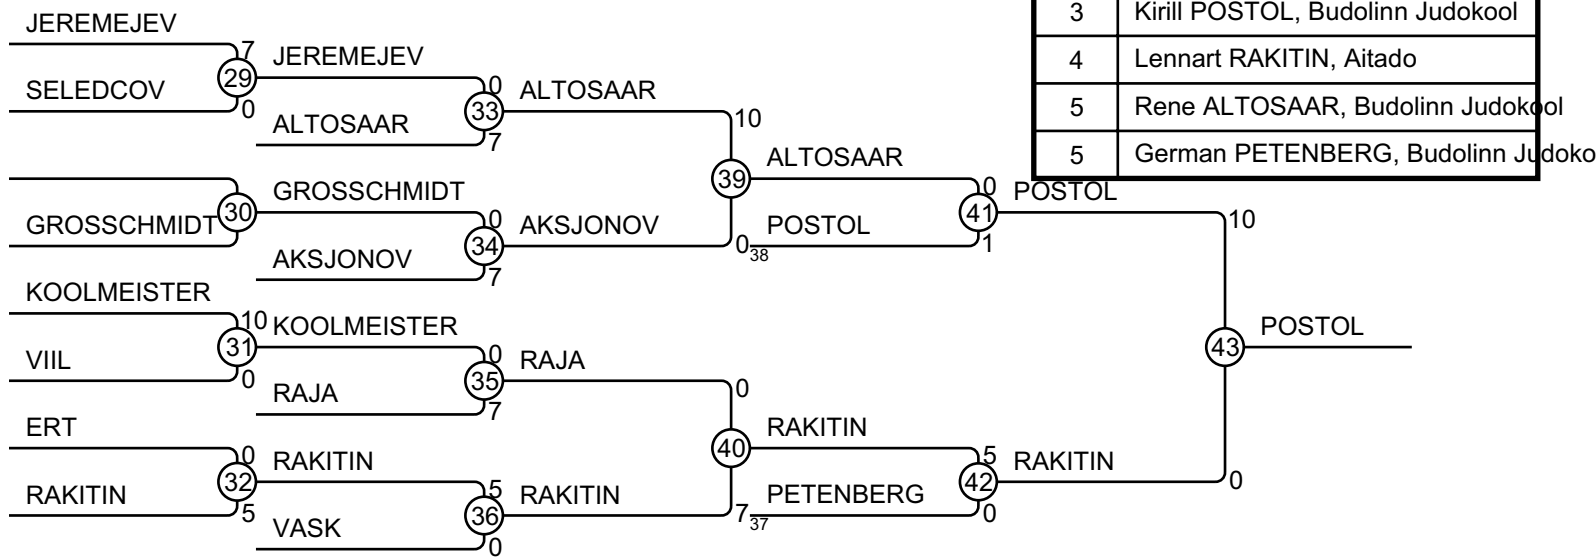 3 Kirill POSTOL, Budolinn Judokool
4 Lennart RAKITIN, Aitado
5 Rene ALTOSAAR, Budolinn Judokool
5 German PETENBERG, Budolinn Judoko
JEREMEJEV
7
29
JEREMEJEV
SELEDCOV
0
0
33
ALTOSAAR
ALTOSAAR
7
10
39
ALTOSAAR
GROSSCHMIDT
30
GROSSCHMIDT
0
34
AKSJONOV
AKSJONOV
7
0
38
POSTOL
0
41
POSTOL
1
10
KOOLMEISTER
10
31
KOOLMEISTER
VIIL
0
0
35
RAJA
RAJA
7
0
43
POSTOL
ERT
0
32
RAKITIN
RAKITIN
5
5
36
RAKITIN
VASK
0
40
RAKITIN
7
37
PETENBERG
5
42
RAKITIN
0
0